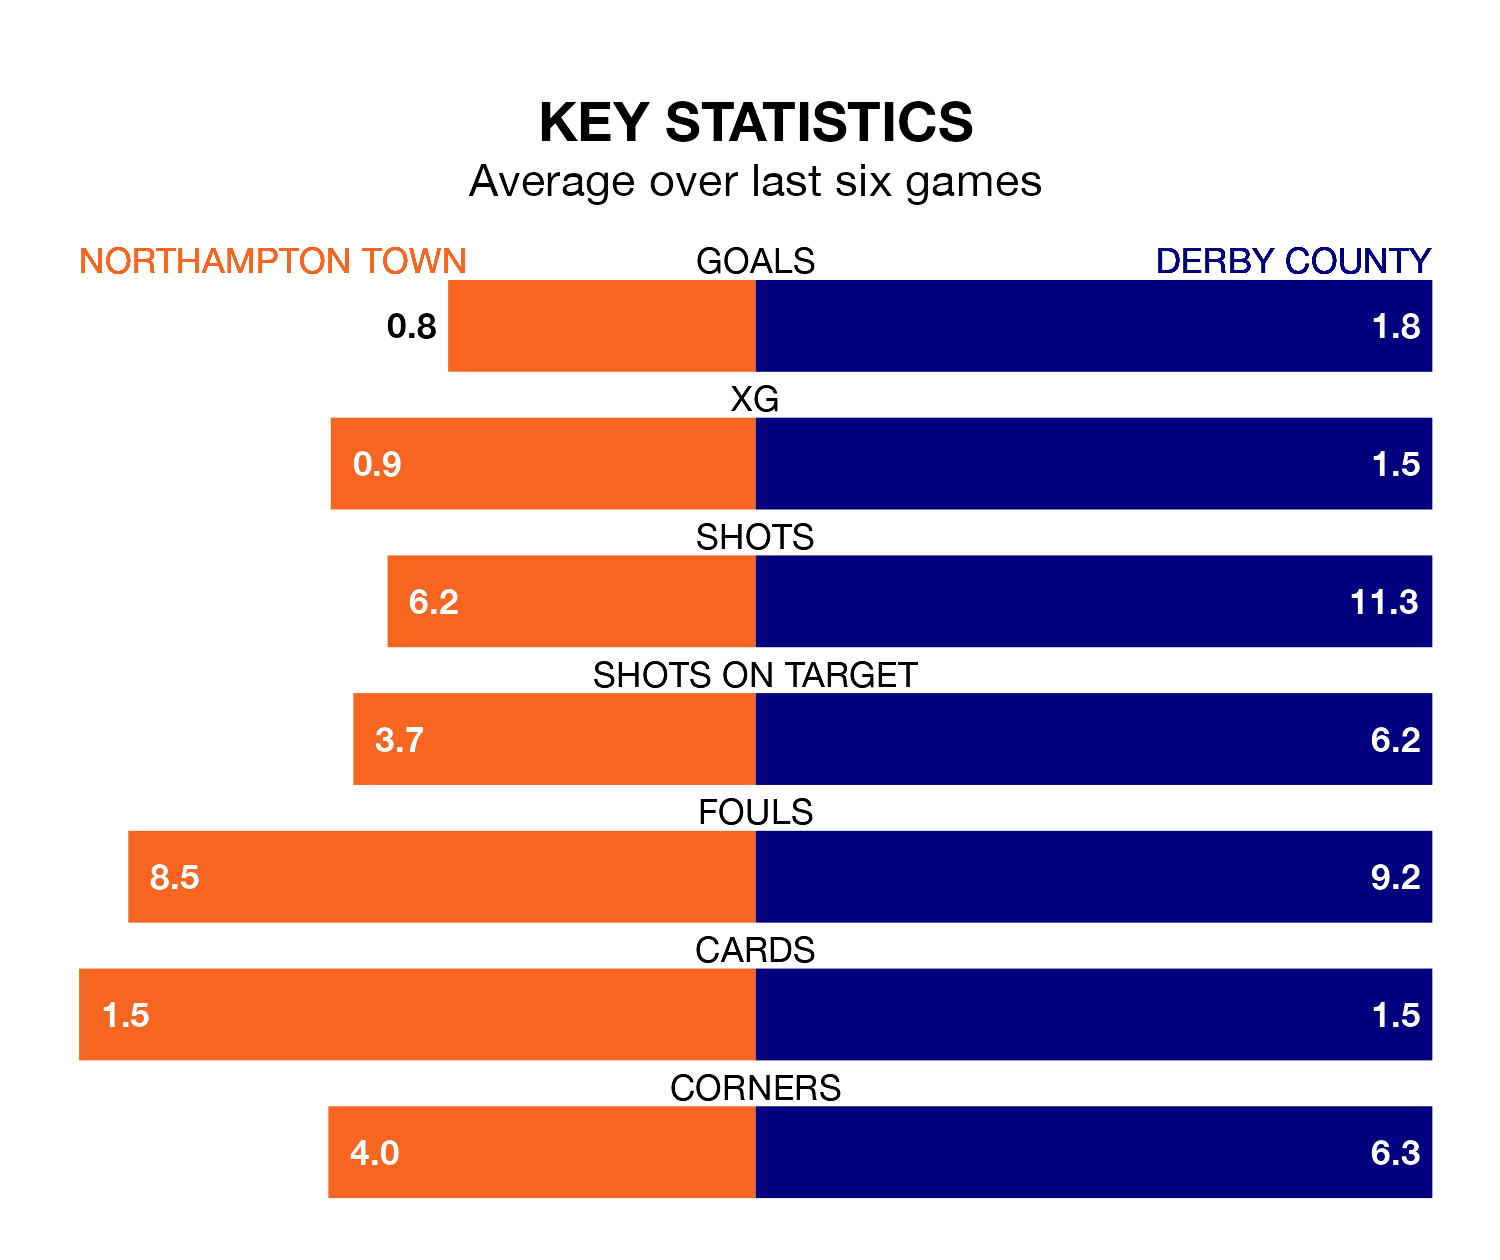 KEY STATISTICS
Average over last six games
NORTHAMPTON TOWN GOALS DERBY COUNTY
0.8 1.8
XG
0.9 1.5
SHOTS
6.2 11.3
SHOTS ON TARGET
3.7 6.2
FOULS
8.5 9.2
CARDS
1.5 1.5
CORNERS
4.0 6.3